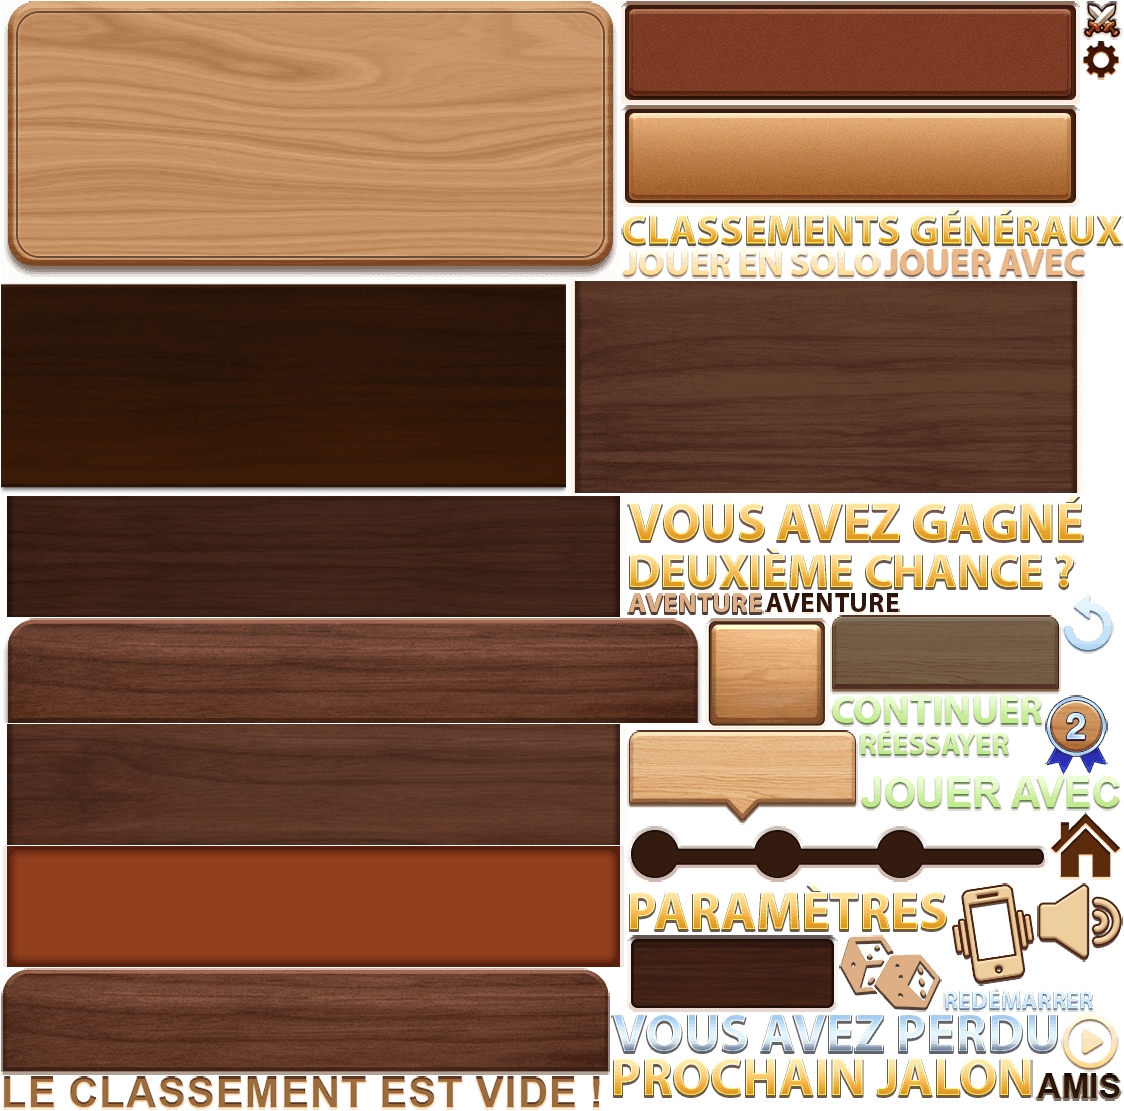 CLASSEMENTS GÉNÉRAUX
JOUER EN SOLO
JOUER AVEC
VOUS AVEZ GAGNÉ
DEUXIÈME CHANCE ?
AVENTURE
AVENTURE
CONTINUER
2
RÉESSAYER
JOUER AVEC
PARAMÈTRES
REDÉMARRER
VOUS AVEZ PERDU
PROCHAIN JALON
AMIS
LE CLASSEMENT EST VIDE !